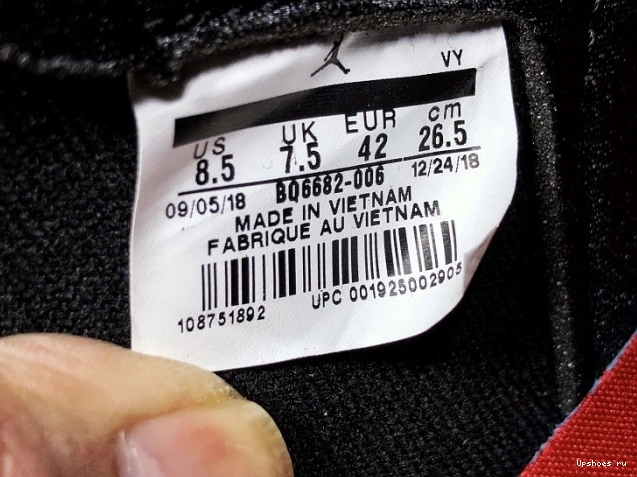 VY
US UK EUR cm
8.5 7.5 42 26.5
09/05/18 BQ6682-006 12/24/18
MADE IN VIETNAM
FABRIQUE AU VIETNAM
108751892 UPC 001925002905
Upshoes ru